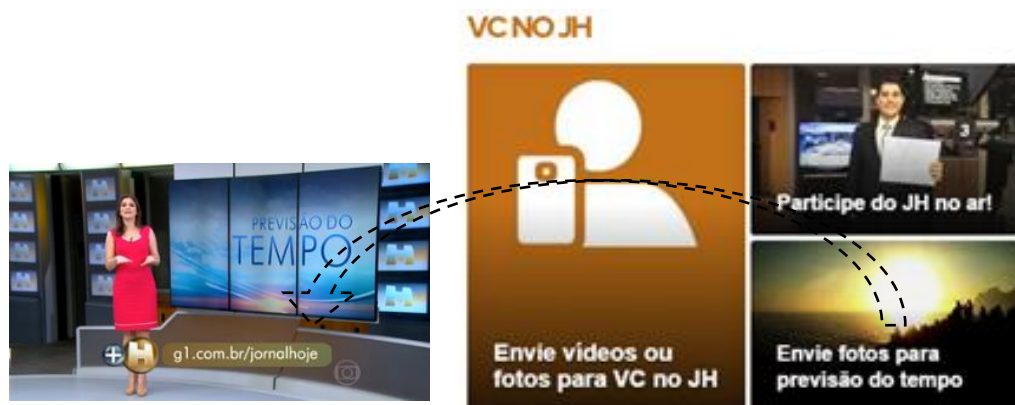 VC NO JH
PREVISÃO DO
TEMPO
g1.com.br/jornalhoje
Participe do JH no ar!
Envie vídeos ou
fotos para VC no JH
Envie fotos para
previsão do tempo